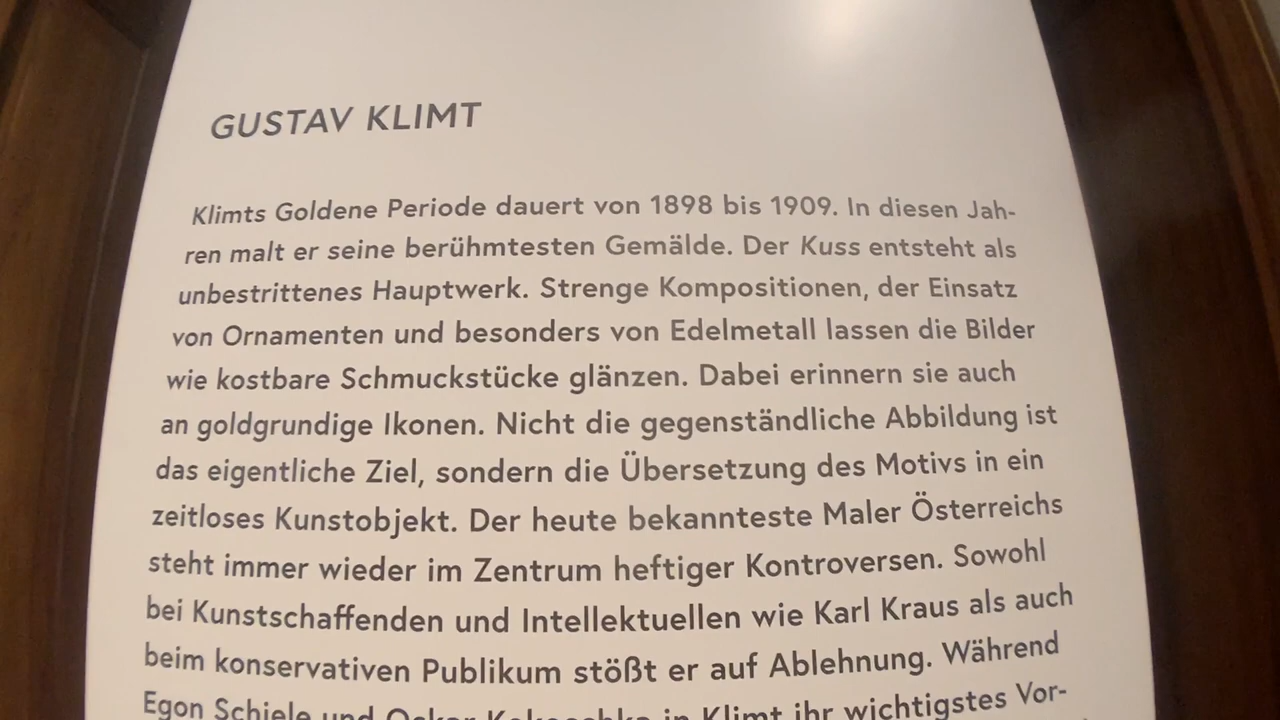 GUSTAV KLIMT
Klimts Goldene Periode dauert von 1898 bis 1909. In diesen Jah-
ren malt er seine berühmtesten Gemälde. Der Kuss entsteht als
unbestrittenes Hauptwerk. Strenge Kompositionen, der Einsatz
von Ornamenten und besonders von Edelmetall lassen die Bilder
wie kostbare Schmuckstücke glänzen. Dabei erinnern sie auch
an goldgrundige Ikonen. Nicht die gegenständliche Abbildung ist
das eigentliche Ziel, sondern die Übersetzung des Motivs in ein
zeitloses Kunstobjekt. Der heute bekannteste Maler Österreichs
steht immer wieder im Zentrum heftiger Kontroversen. Sowohl
bei Kunstschaffenden und Intellektuellen wie Karl Kraus als auch
beim konservativen Publikum stößt er auf Ablehnung. Während
Egon Schiele und Oskar Kokoschka in Klimt ihr wichtigstes Vor-